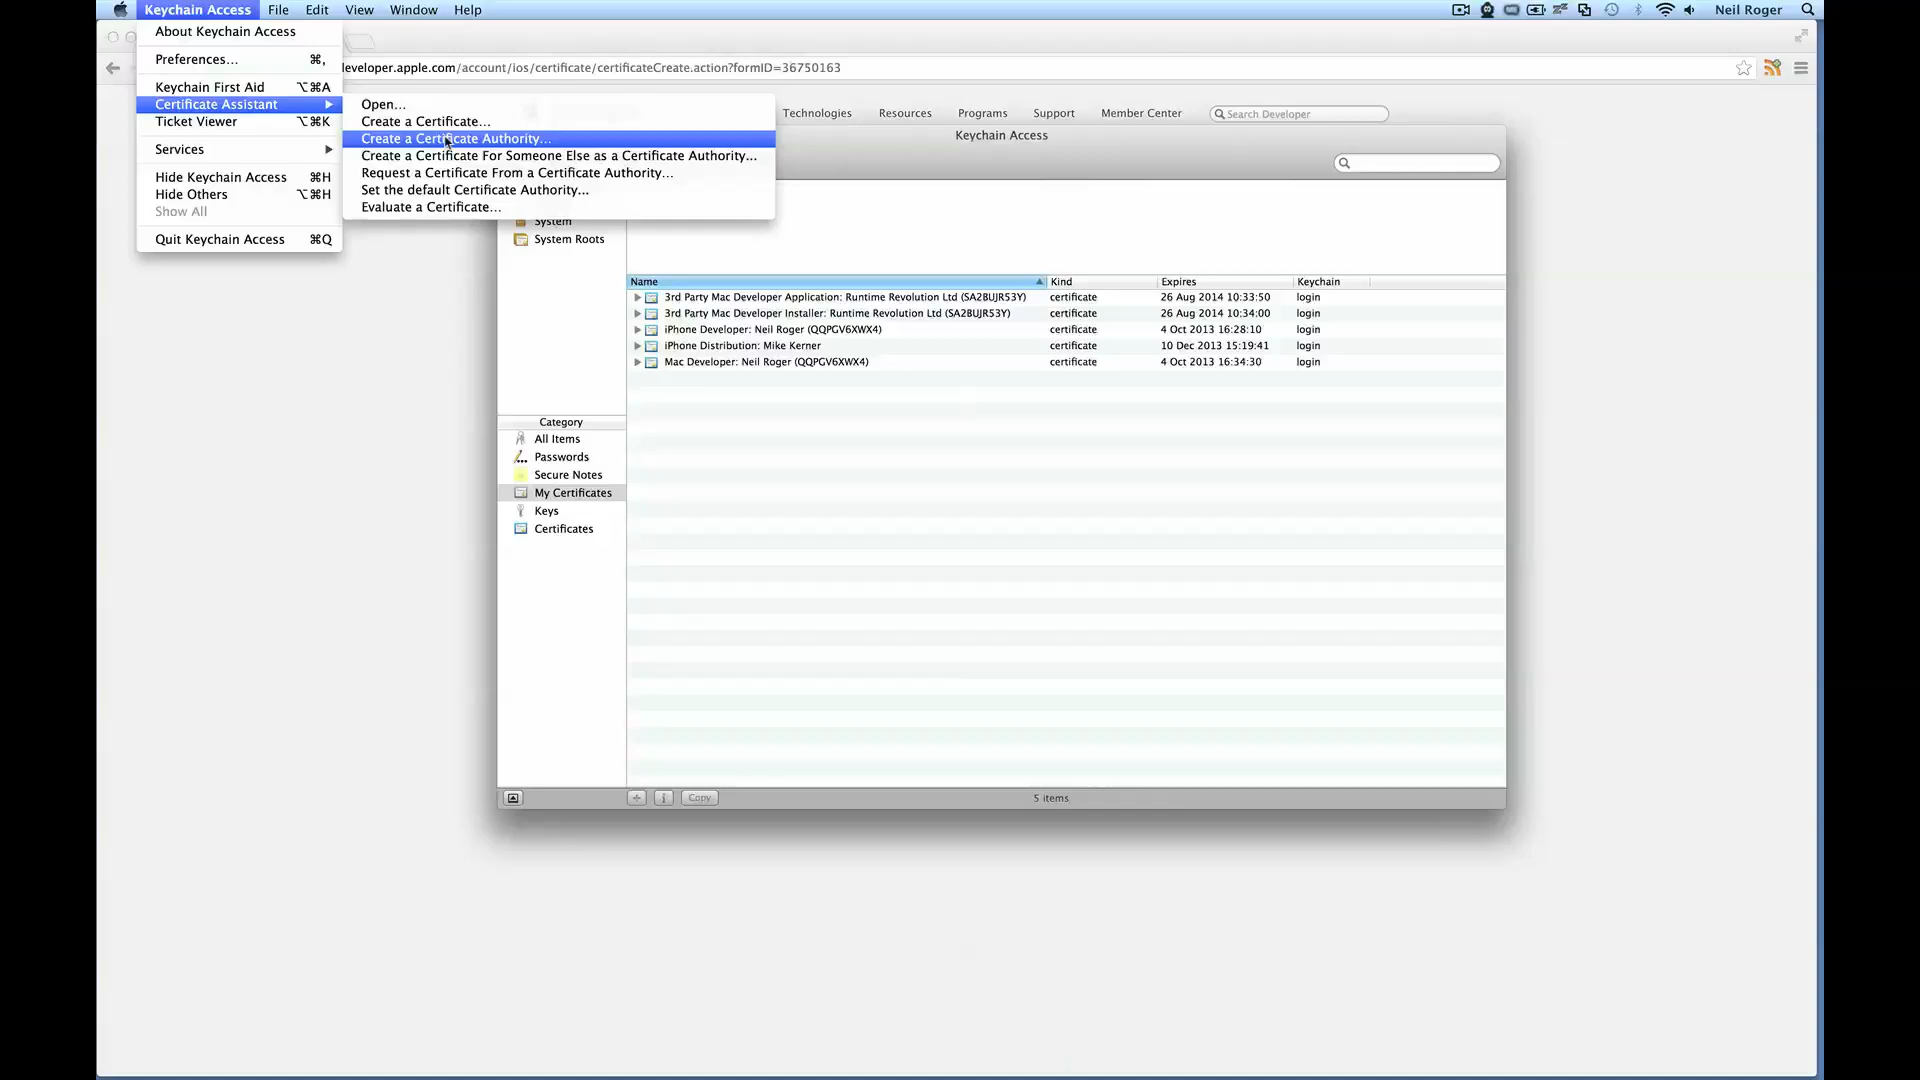 Keychain Access File Edit View Window Help Neil Roger
About Keychain Access
Preferences... ⌘,
Keychain First Aid ⌥⌘A
Certificate Assistant
Ticket Viewer ⌥⌘K
Services
Hide Keychain Access ⌘H
Hide Others ⌥⌘H
Show All
Quit Keychain Access ⌘Q
Open...
Create a Certificate...
Create a Certificate Authority...
Create a Certificate For Someone Else as a Certificate Authority...
Request a Certificate From a Certificate Authority...
Set the default Certificate Authority...
Evaluate a Certificate...
developer.apple.com/account/ios/certificate/certificateCreate.action?formID=36750163
Technologies Resources Programs Support Member Center Search Developer
Keychain Access
System
System Roots
Name Kind Expires Keychain
3rd Party Mac Developer Application: Runtime Revolution Ltd (SA2BUJR53Y) certificate 26 Aug 2014 10:33:50 login
3rd Party Mac Developer Installer: Runtime Revolution Ltd (SA2BUJR53Y) certificate 26 Aug 2014 10:34:00 login
iPhone Developer: Neil Roger (QQPGV6XWX4) certificate 4 Oct 2013 16:28:10 login
iPhone Distribution: Mike Kerner certificate 10 Dec 2013 15:19:41 login
Mac Developer: Neil Roger (QQPGV6XWX4) certificate 4 Oct 2013 16:34:30 login
Category
All Items
Passwords
Secure Notes
My Certificates
Keys
Certificates
Copy 5 items